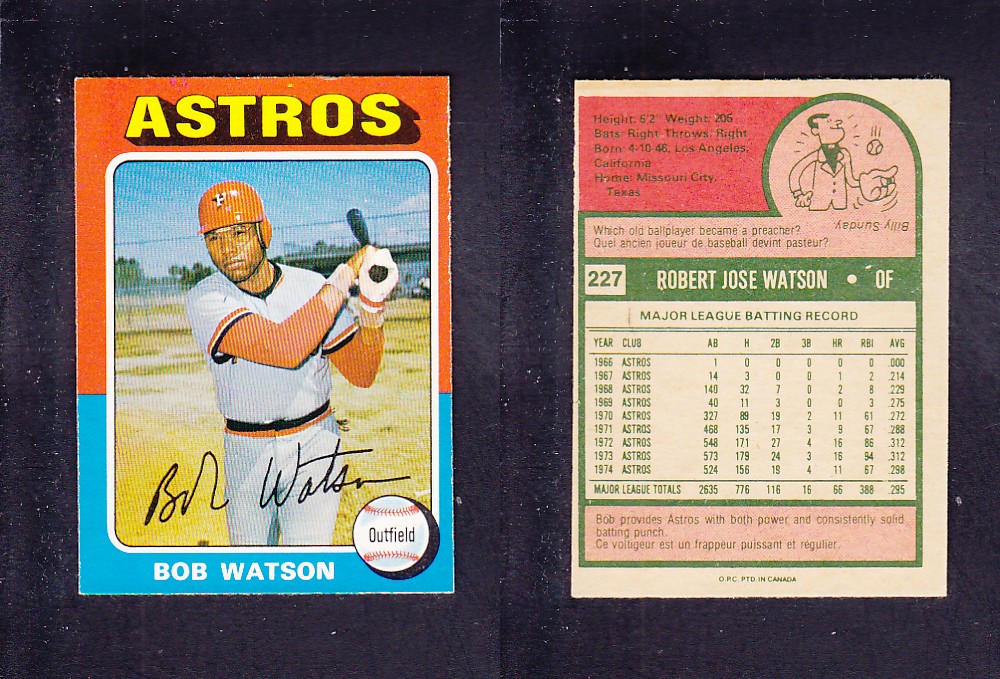 ASTROS
Bob Watson
Outfield
BOB WATSON
Height: 6'2" Weight: 205
Bats: Right Throws: Right
Born: 4-10-46, Los Angeles,
California
Home: Missouri City,
Texas
Billy Sunday
Which old ballplayer became a preacher?
Quel ancien joueur de baseball devint pasteur?
227 ROBERT JOSE WATSON • OF
MAJOR LEAGUE BATTING RECORD
YEAR CLUB AB H 2B 3B HR RBI AVG
1966 ASTROS 1 0 0 0 0 0 .000
1967 ASTROS 14 3 0 0 1 2 .214
1968 ASTROS 140 32 7 0 2 8 .229
1969 ASTROS 40 11 3 0 0 3 .275
1970 ASTROS 327 89 19 2 11 61 .272
1971 ASTROS 468 135 17 3 9 67 .288
1972 ASTROS 548 171 27 4 16 86 .312
1973 ASTROS 573 179 24 3 16 94 .312
1974 ASTROS 524 156 19 4 11 67 .298
MAJOR LEAGUE TOTALS 2635 776 116 16 66 388 .295
Bob provides Astros with both power and consistently solid
batting punch.
Ce voltigeur est un frappeur puissant et régulier.
O.P.C. PTD. IN CANADA